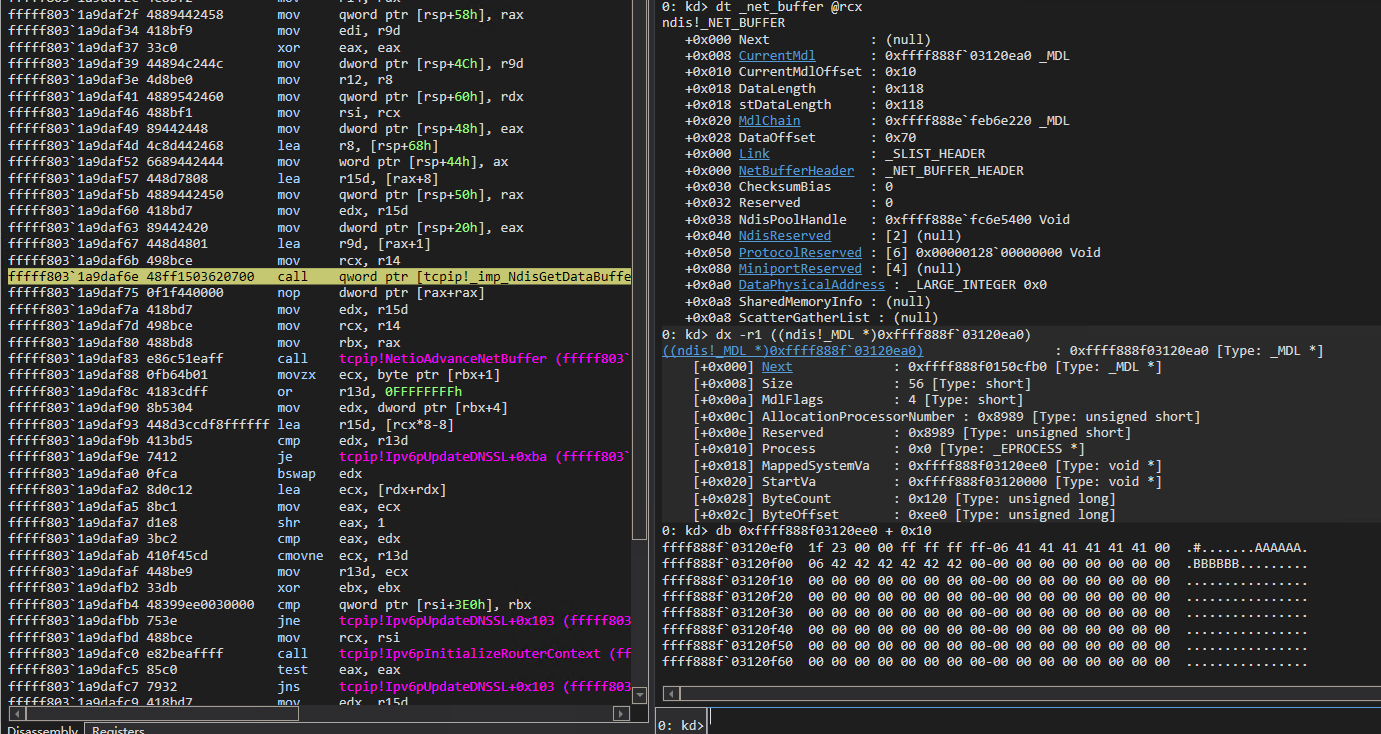 fffff803`1a9daf2f 4889442458 mov qword ptr [rsp+58h], rax
fffff803`1a9daf34 418bf9 mov edi, r9d
fffff803`1a9daf37 33c0 xor eax, eax
fffff803`1a9daf39 44894c244c mov dword ptr [rsp+4Ch], r9d
fffff803`1a9daf3e 4d8be0 mov r12, r8
fffff803`1a9daf41 4889542460 mov qword ptr [rsp+60h], rdx
fffff803`1a9daf46 488bf1 mov rsi, rcx
fffff803`1a9daf49 89442448 mov dword ptr [rsp+48h], eax
fffff803`1a9daf4d 4c8d442468 lea r8, [rsp+68h]
fffff803`1a9daf52 6689442444 mov word ptr [rsp+44h], ax
fffff803`1a9daf57 448d7808 lea r15d, [rax+8]
fffff803`1a9daf5b 4889442450 mov qword ptr [rsp+50h], rax
fffff803`1a9daf60 418bd7 mov edx, r15d
fffff803`1a9daf63 89442420 mov dword ptr [rsp+20h], eax
fffff803`1a9daf67 448d4801 lea r9d, [rax+1]
fffff803`1a9daf6b 498bce mov rcx, r14
fffff803`1a9daf6e 48ff1503620700 call qword ptr [tcpip!_imp_NdisGetDataBuffe
fffff803`1a9daf75 0f1f440000 nop dword ptr [rax+rax]
fffff803`1a9daf7a 418bd7 mov edx, r15d
fffff803`1a9daf7d 498bce mov rcx, r14
fffff803`1a9daf80 488bd8 mov rbx, rax
fffff803`1a9daf83 e86c51eaff call tcpip!NetioAdvanceNetBuffer (fffff803`
fffff803`1a9daf88 0fb64b01 movzx ecx, byte ptr [rbx+1]
fffff803`1a9daf8c 4183cdff or r13d, 0FFFFFFFFh
fffff803`1a9daf90 8b5304 mov edx, dword ptr [rbx+4]
fffff803`1a9daf93 448d3ccdf8ffffff lea r15d, [rcx*8-8]
fffff803`1a9daf9b 413bd5 cmp edx, r13d
fffff803`1a9daf9e 7412 je tcpip!Ipv6pUpdateDNSSL+0xba (fffff803`
fffff803`1a9dafa0 0fca bswap edx
fffff803`1a9dafa2 8d0c12 lea ecx, [rdx+rdx]
fffff803`1a9dafa5 8bc1 mov eax, ecx
fffff803`1a9dafa7 d1e8 shr eax, 1
fffff803`1a9dafa9 3bc2 cmp eax, edx
fffff803`1a9dafab 410f45cd cmovne ecx, r13d
fffff803`1a9dafaf 448be9 mov r13d, ecx
fffff803`1a9dafb2 33db xor ebx, ebx
fffff803`1a9dafb4 48399ee0030000 cmp qword ptr [rsi+3E0h], rbx
fffff803`1a9dafbb 753e jne tcpip!Ipv6pUpdateDNSSL+0x103 (fffff803
fffff803`1a9dafbd 488bce mov rcx, rsi
fffff803`1a9dafc0 e82beaffff call tcpip!Ipv6pInitializeRouterContext (ff
fffff803`1a9dafc5 85c0 test eax, eax
fffff803`1a9dafc7 7932 jns tcpip!Ipv6pUpdateDNSSL+0x103 (fffff803
fffff803`1a9dafc9 418bd7 mov edx, r15d
Disassembly Registers
0: kd> dt _net_buffer @rcx
ndis!_NET_BUFFER
+0x000 Next : (null)
+0x008 CurrentMdl : 0xffff888f`03120ea0 _MDL
+0x010 CurrentMdlOffset : 0x10
+0x018 DataLength : 0x118
+0x018 stDataLength : 0x118
+0x020 MdlChain : 0xffff888e`feb6e220 _MDL
+0x028 DataOffset : 0x70
+0x000 Link : _SLIST_HEADER
+0x000 NetBufferHeader : _NET_BUFFER_HEADER
+0x030 ChecksumBias : 0
+0x032 Reserved : 0
+0x038 NdisPoolHandle : 0xffff888e`fc6e5400 Void
+0x040 NdisReserved : [2] (null)
+0x050 ProtocolReserved : [6] 0x00000128`00000000 Void
+0x080 MiniportReserved : [4] (null)
+0x0a0 DataPhysicalAddress : _LARGE_INTEGER 0x0
+0x0a8 SharedMemoryInfo : (null)
+0x0a8 ScatterGatherList : (null)
0: kd> dx -r1 ((ndis!_MDL *)0xffff888f`03120ea0)
((ndis!_MDL *)0xffff888f`03120ea0) : 0xffff888f03120ea0 [Type: _MDL *]
[+0x000] Next : 0xffff888f0150cfb0 [Type: _MDL *]
[+0x008] Size : 56 [Type: short]
[+0x00a] MdlFlags : 4 [Type: short]
[+0x00c] AllocationProcessorNumber : 0x8989 [Type: unsigned short]
[+0x00e] Reserved : 0x8989 [Type: unsigned short]
[+0x010] Process : 0x0 [Type: _EPROCESS *]
[+0x018] MappedSystemVa : 0xffff888f03120ee0 [Type: void *]
[+0x020] StartVa : 0xffff888f03120000 [Type: void *]
[+0x028] ByteCount : 0x120 [Type: unsigned long]
[+0x02c] ByteOffset : 0xee0 [Type: unsigned long]
0: kd> db 0xffff888f03120ee0 + 0x10
ffff888f`03120ef0 1f 23 00 00 ff ff ff ff-06 41 41 41 41 41 41 00 .#.......AAAAAA.
ffff888f`03120f00 06 42 42 42 42 42 42 00-00 00 00 00 00 00 00 00 .BBBBBB.........
ffff888f`03120f10 00 00 00 00 00 00 00 00-00 00 00 00 00 00 00 00 ................
ffff888f`03120f20 00 00 00 00 00 00 00 00-00 00 00 00 00 00 00 00 ................
ffff888f`03120f30 00 00 00 00 00 00 00 00-00 00 00 00 00 00 00 00 ................
ffff888f`03120f40 00 00 00 00 00 00 00 00-00 00 00 00 00 00 00 00 ................
ffff888f`03120f50 00 00 00 00 00 00 00 00-00 00 00 00 00 00 00 00 ................
ffff888f`03120f60 00 00 00 00 00 00 00 00-00 00 00 00 00 00 00 00 ................
0: kd>